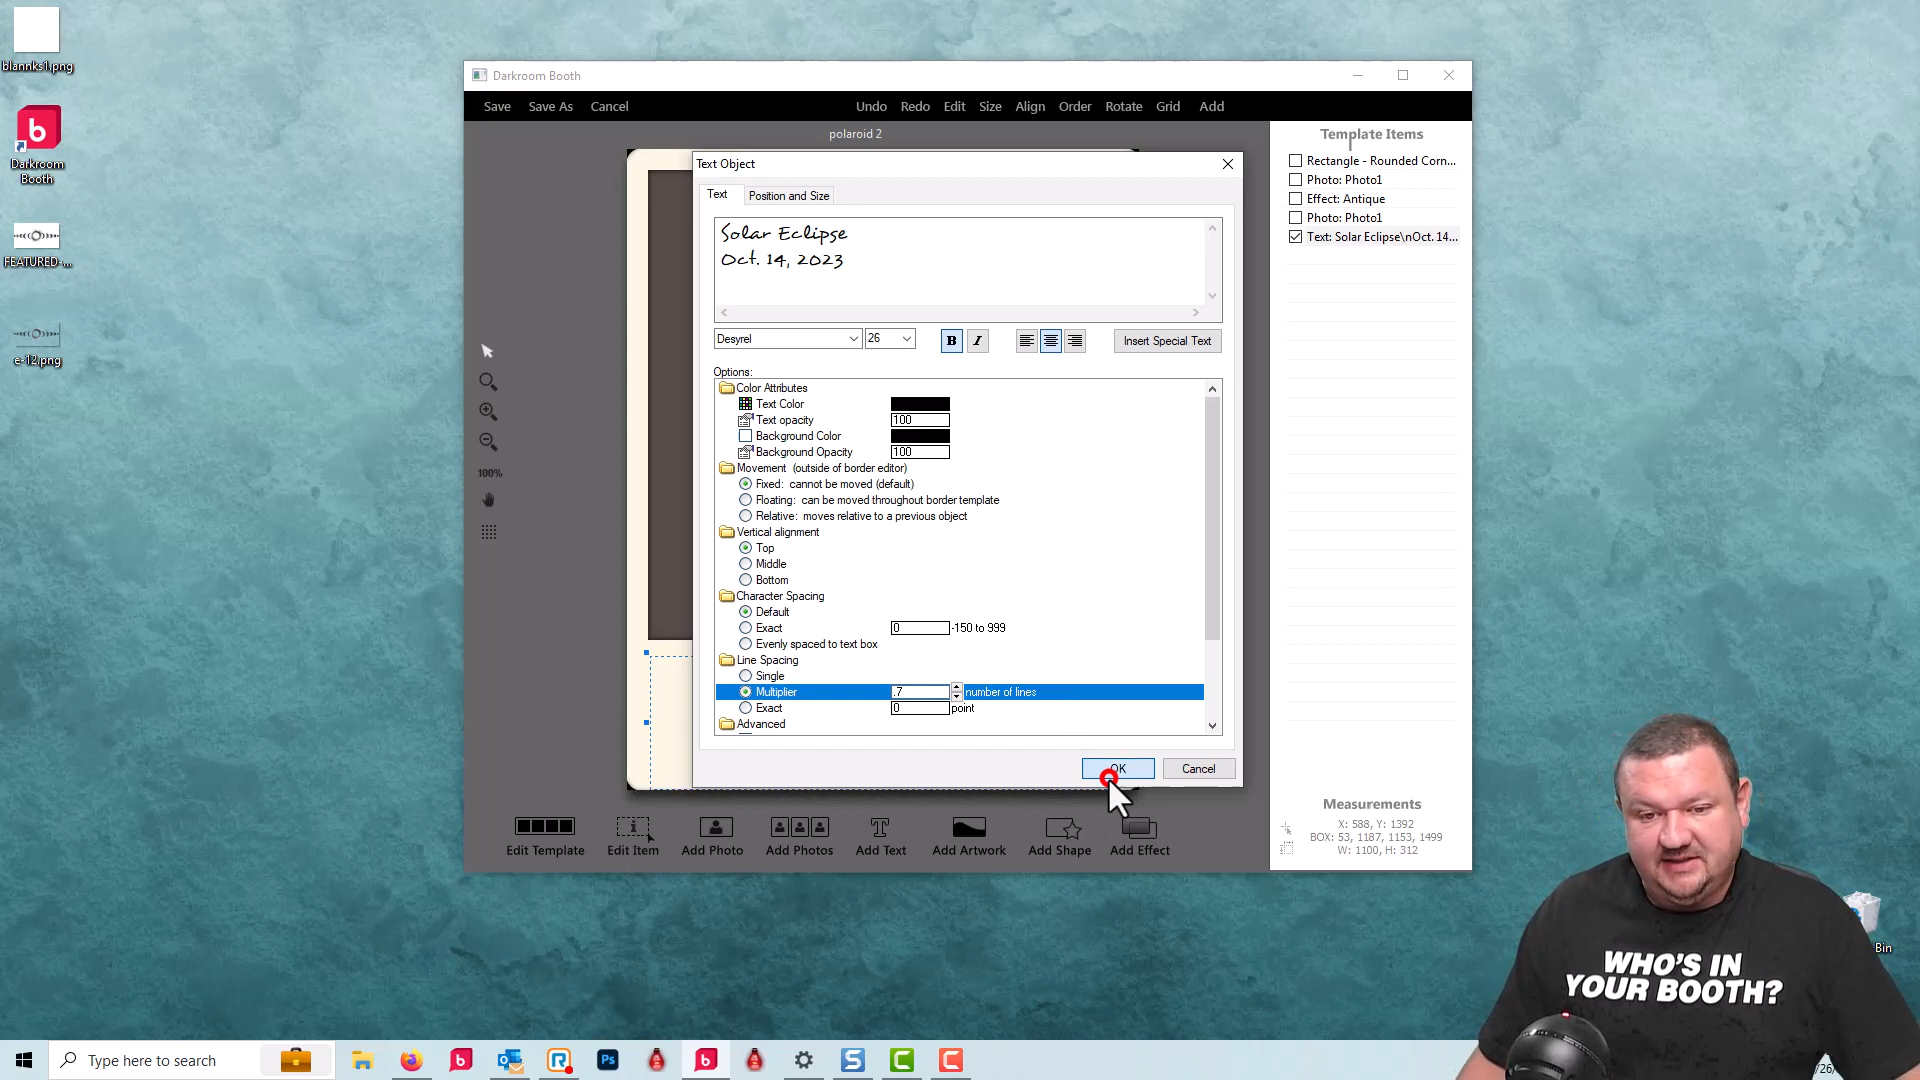 blannks1.png
Darkroom
Booth
FEATURED-...
e-12.png
Darkroom Booth
Save Save As Cancel Undo Redo Edit Size Align Order Rotate Grid Add
polaroid 2
Template Items
Rectangle - Rounded Corn...
Photo: Photo1
Effect: Antique
Photo: Photo1
Text: Solar Eclipse\nOct. 14...
Text Object
Text Position and Size
Solar Eclipse
Oct. 14, 2023
Desyrel 26 B I Insert Special Text
Options:
Color Attributes
Text Color
Text opacity 100
Background Color
Background Opacity 100
Movement (outside of border editor)
Fixed: cannot be moved (default)
Floating: can be moved throughout border template
Relative: moves relative to a previous object
Vertical alignment
Top
Middle
Bottom
Character Spacing
Default
Exact 0 -150 to 999
Evenly spaced to text box
Line Spacing
Single
Multiplier .7 number of lines
Exact 0 point
Advanced
OK Cancel
100%
Edit Template Edit Item Add Photo Add Photos Add Text Add Artwork Add Shape Add Effect
Measurements
X: 588, Y: 1392
BOX: 53, 1187, 1153, 1499
W: 1100, H: 312
Bin
WHO'S IN
YOUR BOOTH?
Type here to search
Ps